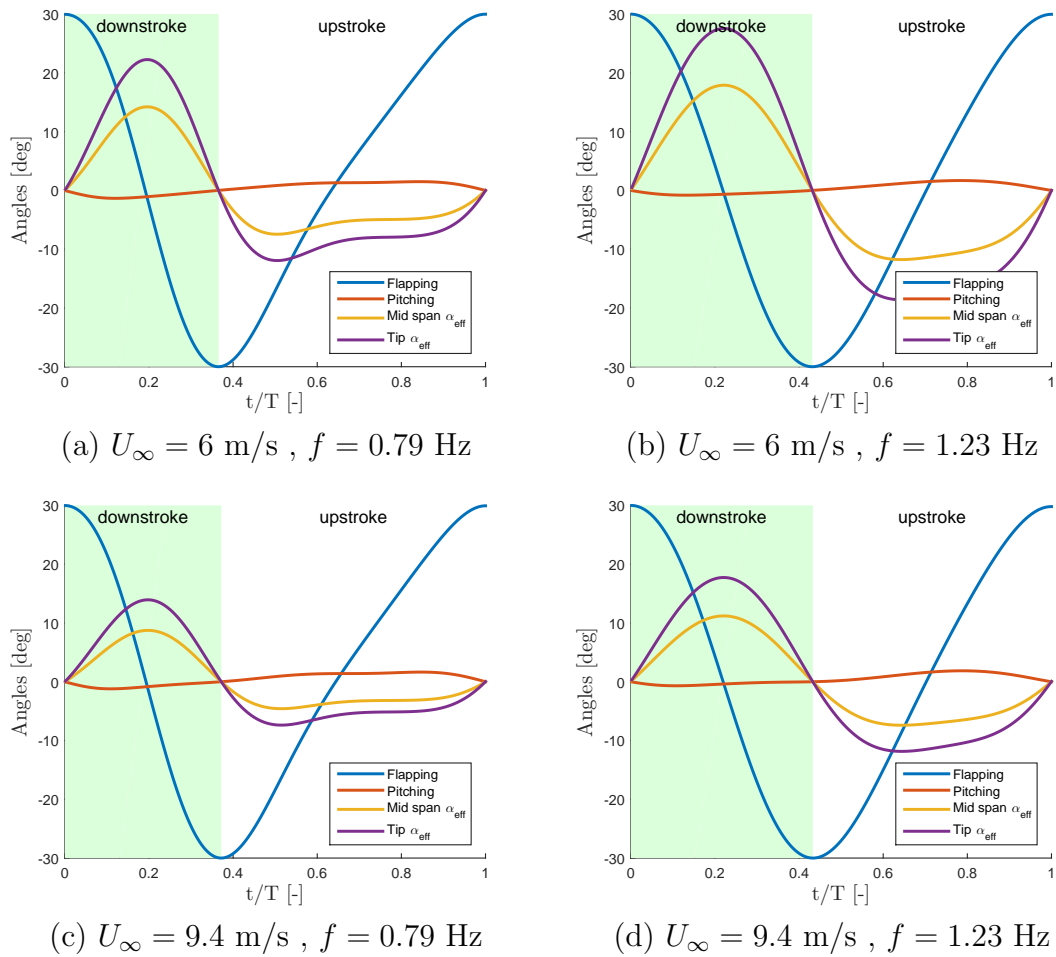 downstroke
upstroke
Angles [deg]
30
20
10
0
-10
-20
-30
0
0.2
0.4
0.6
0.8
1
t/T [-]
Flapping
Pitching
Mid span α_eff
Tip α_eff
(a) U∞ = 6 m/s , f = 0.79 Hz
downstroke
upstroke
Angles [deg]
30
20
10
0
-10
-20
-30
0
0.2
0.4
0.6
0.8
1
t/T [-]
Flapping
Pitching
Mid span α_eff
Tip α_eff
(b) U∞ = 6 m/s , f = 1.23 Hz
downstroke
upstroke
Angles [deg]
30
20
10
0
-10
-20
-30
0
0.2
0.4
0.6
0.8
1
t/T [-]
Flapping
Pitching
Mid span α_eff
Tip α_eff
(c) U∞ = 9.4 m/s , f = 0.79 Hz
downstroke
upstroke
Angles [deg]
30
20
10
0
-10
-20
-30
0
0.2
0.4
0.6
0.8
1
t/T [-]
Flapping
Pitching
Mid span α_eff
Tip α_eff
(d) U∞ = 9.4 m/s , f = 1.23 Hz